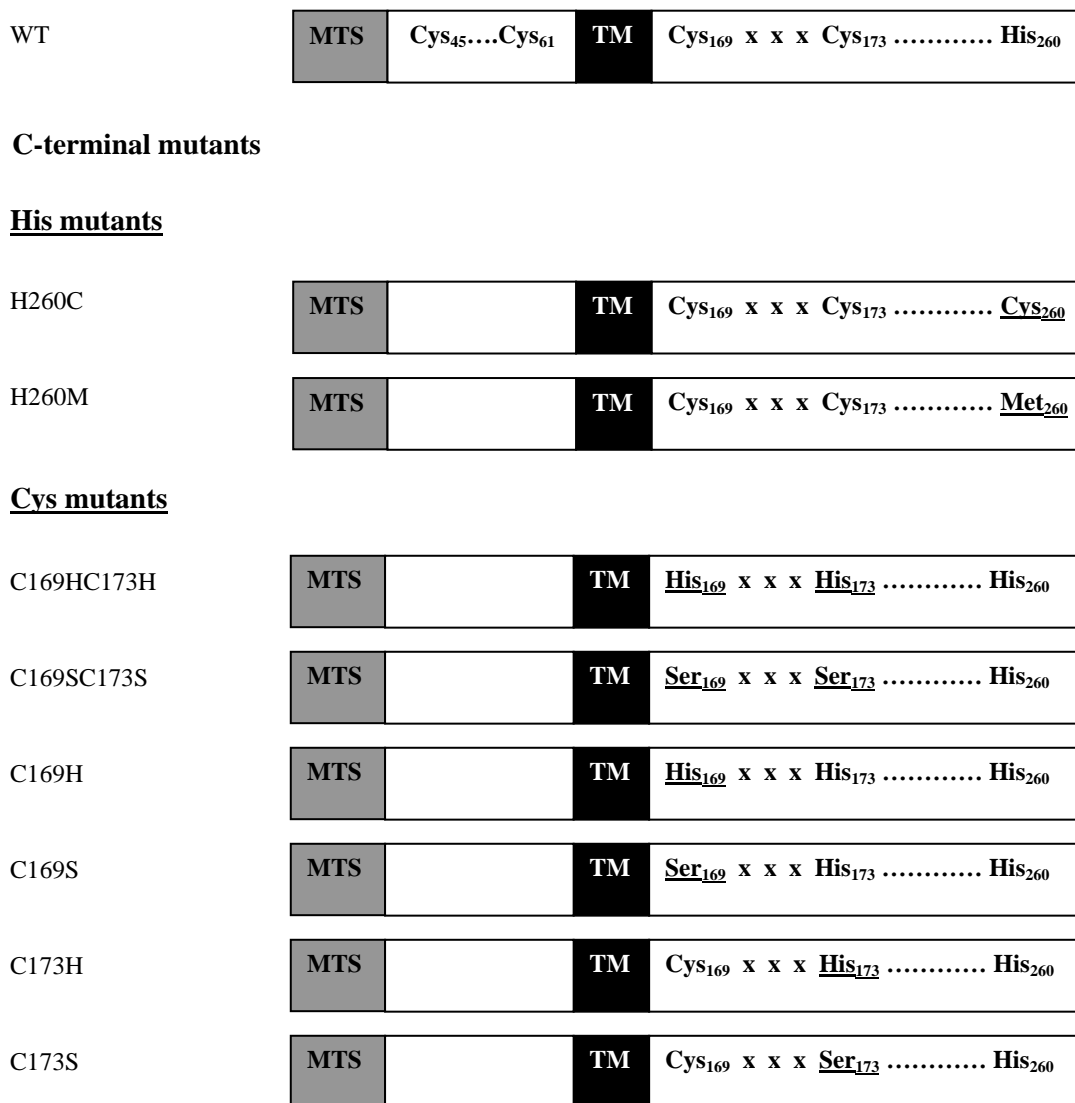 WT MTS Cys45….Cys61 TM Cys169 x x x Cys173 ………… His260
C-terminal mutants
His mutants
H260C MTS TM Cys169 x x x Cys173 ………… Cys260
H260M MTS TM Cys169 x x x Cys173 ………… Met260
Cys mutants
C169HC173H MTS TM His169 x x x His173 ………… His260
C169SC173S MTS TM Ser169 x x x Ser173 ………… His260
C169H MTS TM His169 x x x His173 ………… His260
C169S MTS TM Ser169 x x x His173 ………… His260
C173H MTS TM Cys169 x x x His173 ………… His260
C173S MTS TM Cys169 x x x Ser173 ………… His260